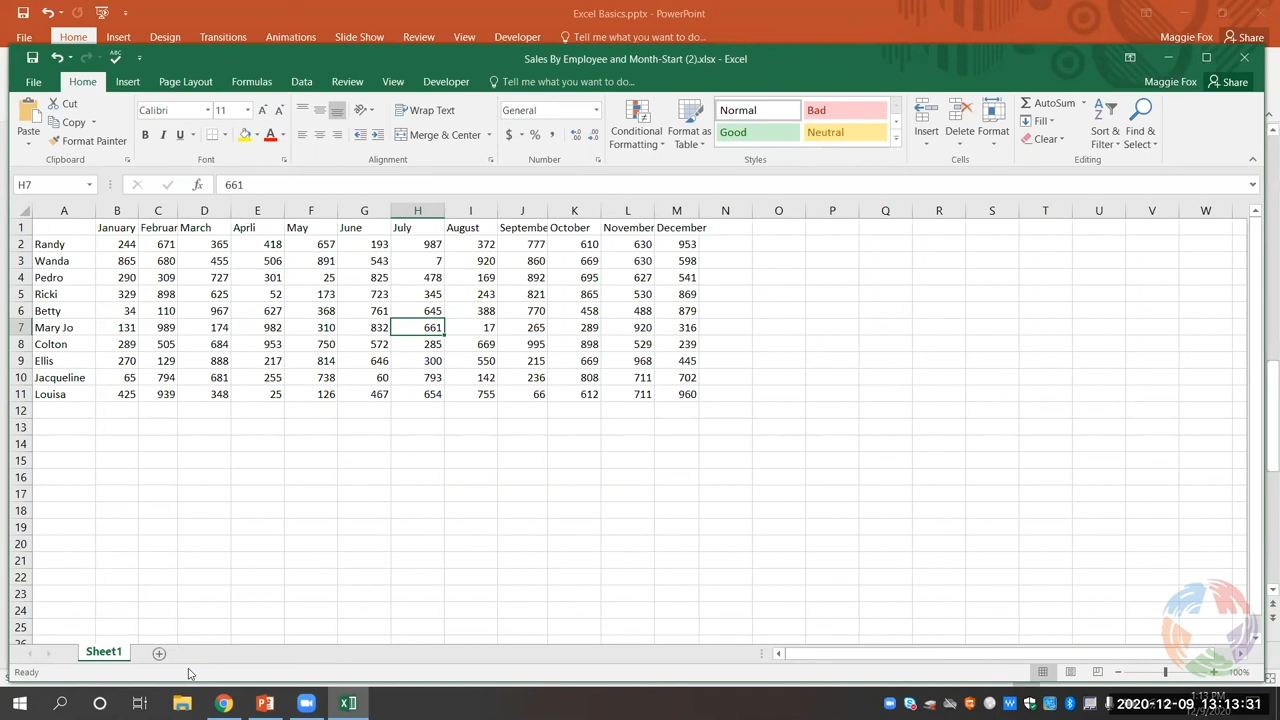 Excel Basics.pptx - PowerPoint
File Home Insert Design Transitions Animations Slide Show Review View Developer Tell me what you want to do... Maggie Fox Share
ABC Sales By Employee and Month-Start (2).xlsx - Excel
File Home Insert Page Layout Formulas Data Review View Developer Tell me what you want to do... Maggie Fox Share
Paste Cut Copy Format Painter Clipboard
Calibri 11 B I U Font
Wrap Text Merge & Center Alignment
General $ % , Number
Conditional Formatting Format as Table Normal Bad Good Neutral Styles
Insert Delete Format Cells
AutoSum Fill Clear Sort & Filter Find & Select Editing
H7 fx 661
A B C D E F G H I J K L M N O P Q R S T U V W
1 January Februar March Aprli May June July August Septembe October November December
2 Randy 244 671 365 418 657 193 987 372 777 610 630 953
3 Wanda 865 680 455 506 891 543 7 920 860 669 630 598
4 Pedro 290 309 727 301 25 825 478 169 892 695 627 541
5 Ricki 329 898 625 52 173 723 345 243 821 865 530 869
6 Betty 34 110 967 627 368 761 645 388 770 458 488 879
7 Mary Jo 131 989 174 982 310 832 661 17 265 289 920 316
8 Colton 289 505 684 953 750 572 285 669 995 898 529 239
9 Ellis 270 129 888 217 814 646 300 550 215 669 968 445
10 Jacqueline 65 794 681 255 738 60 793 142 236 808 711 702
11 Louisa 425 939 348 25 126 467 654 755 66 612 711 960
12
13
14
15
16
17
18
19
20
21
22
23
24
25
Sheet1
Ready 100%
1:13 PM
2020-12-09 13:13:31
12/9/2020